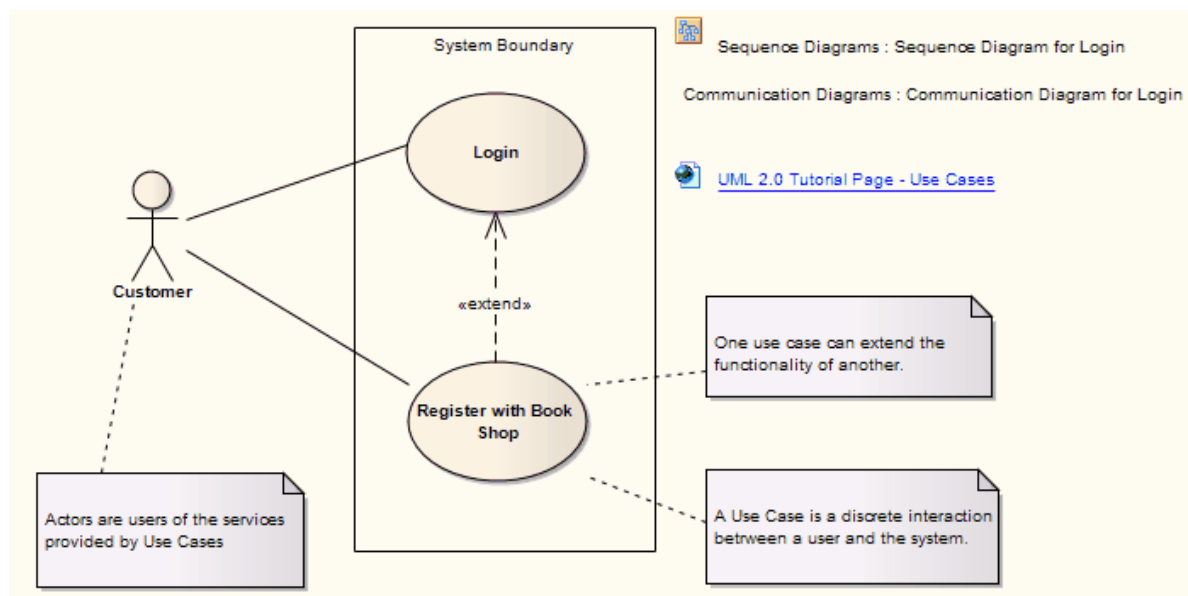 System Boundary
Sequence Diagrams : Sequence Diagram for Login
Communication Diagrams : Communication Diagram for Login
Login
UML 2.0 Tutorial Page - Use Cases
Customer
«extend»
One use case can extend the
functionality of another.
Register with Book
Shop
Actors are users of the services
provided by Use Cases
A Use Case is a discrete interaction
betrween a user and the system.